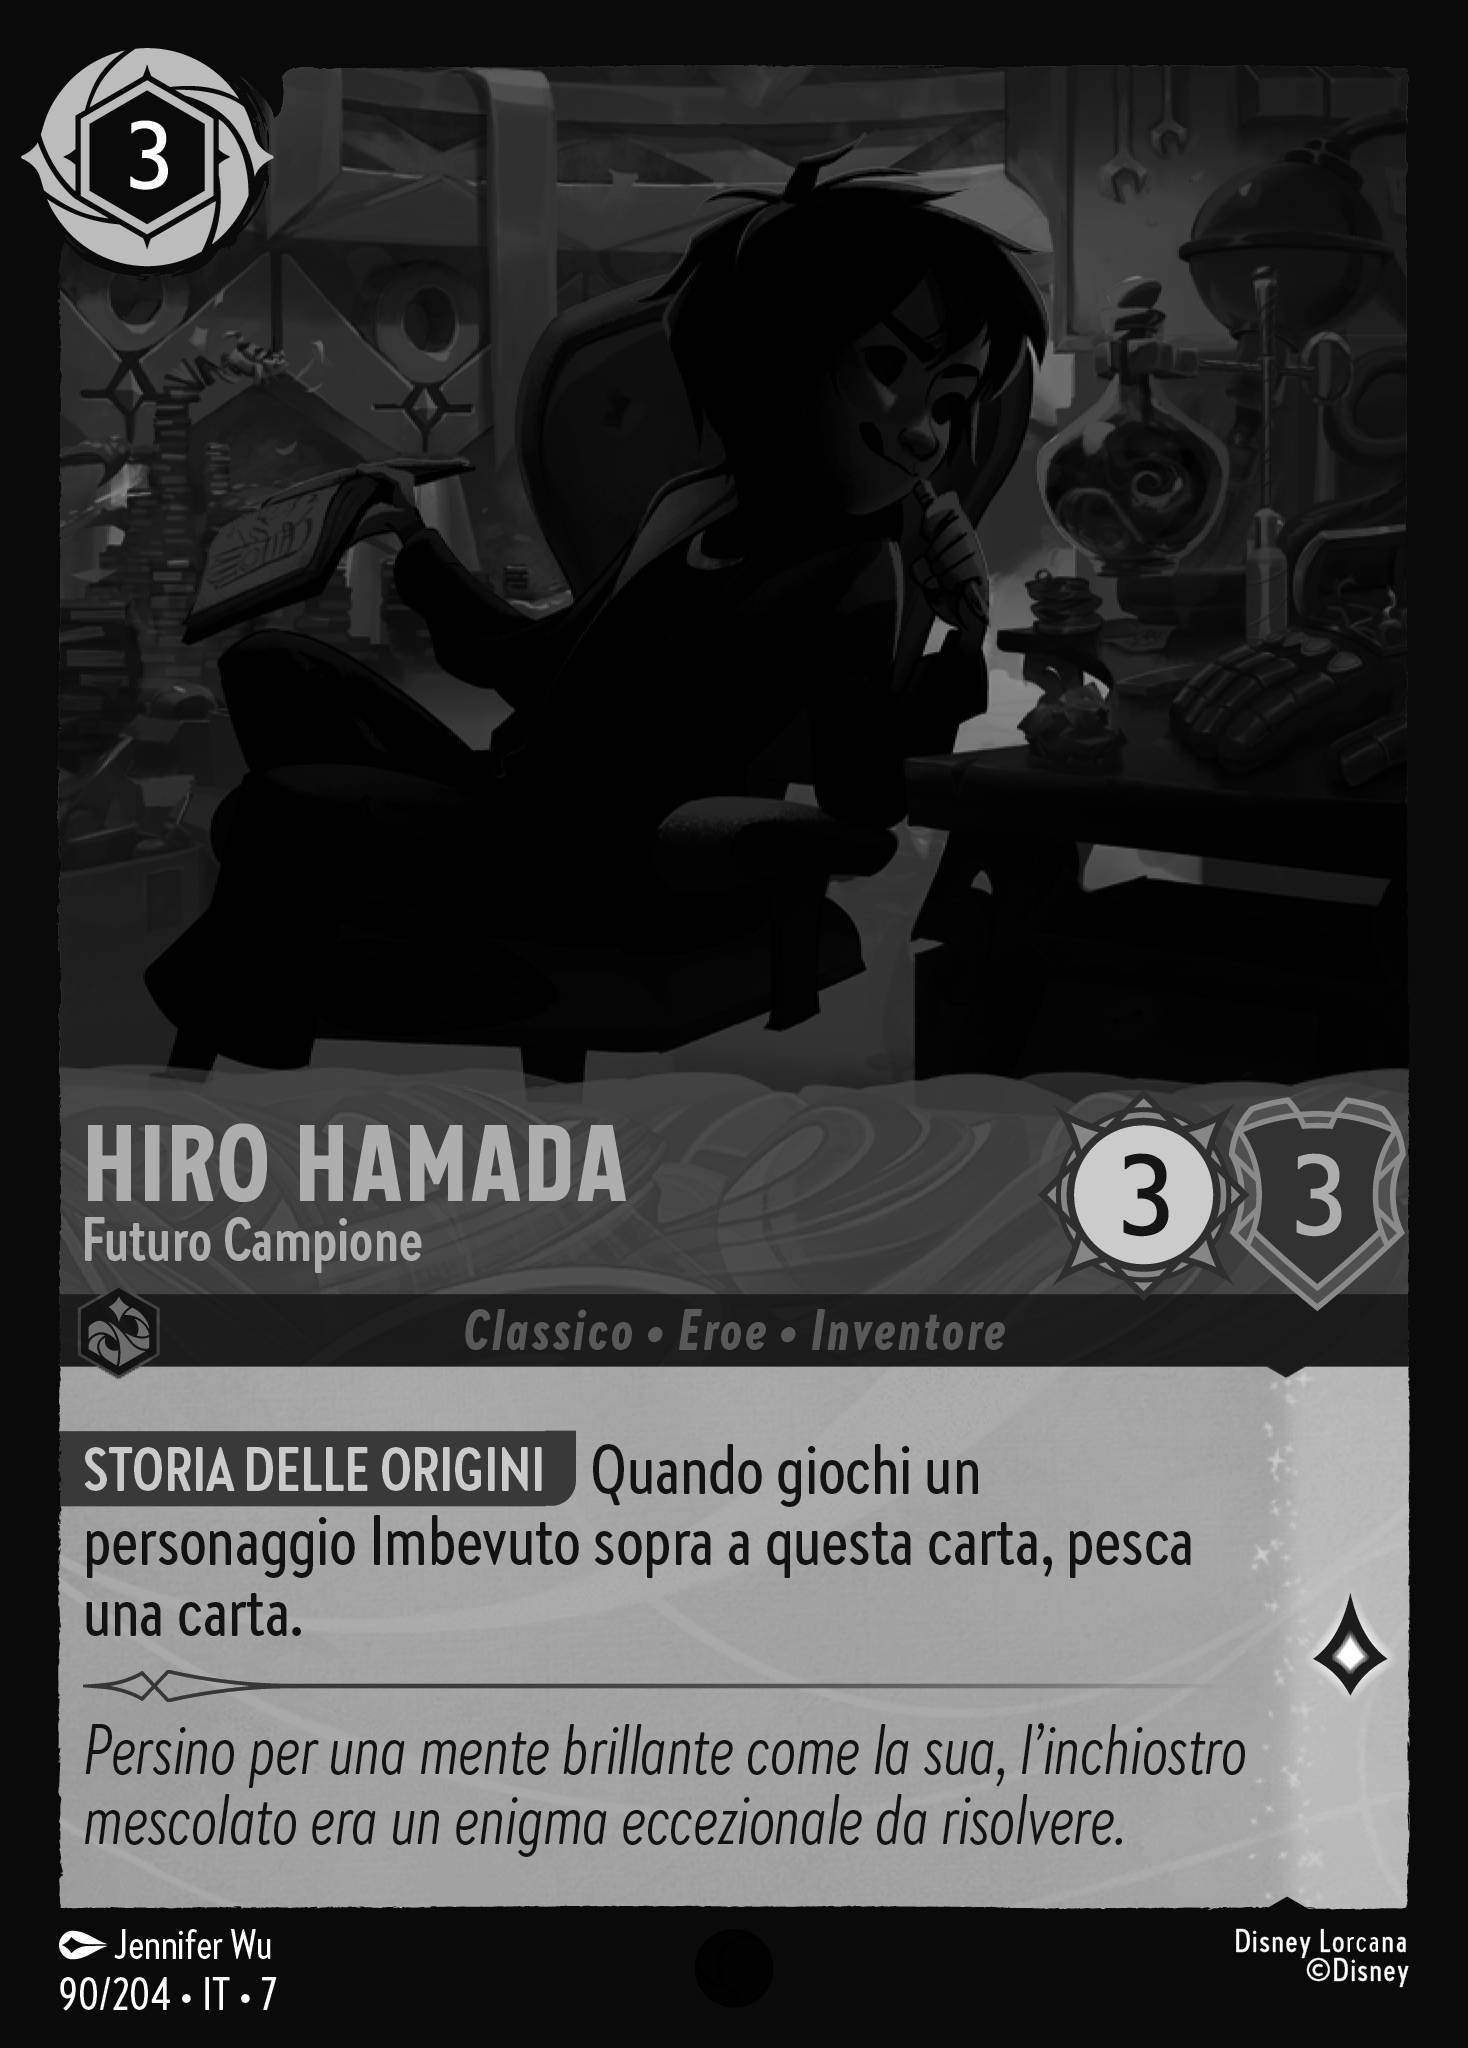 3
HIRO HAMADA
Futuro Campione
3
3
Classico • Eroe • Inventore
STORIA DELLE ORIGINI Quando giochi un
personaggio Imbevuto sopra a questa carta, pesca
una carta.
Persino per una mente brillante come la sua, l’inchiostro
mescolato era un enigma eccezionale da risolvere.
Jennifer Wu
90/204 • IT • 7
Disney Lorcana
©Disney